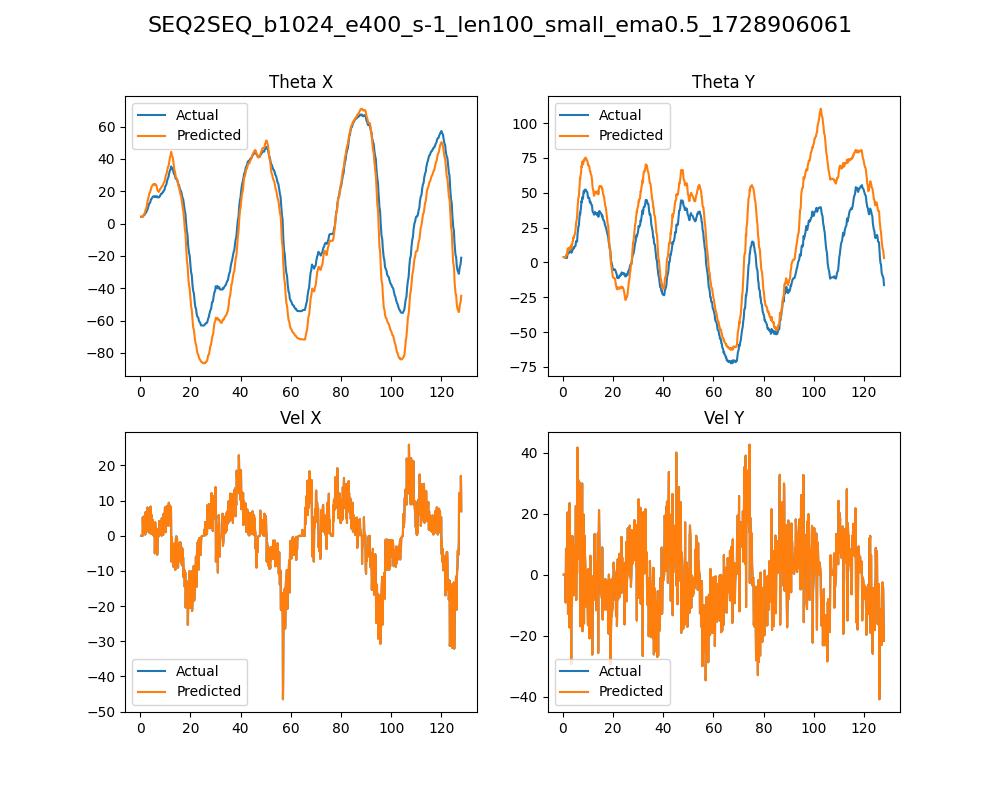 SEQ2SEQ_b1024_e400_s-1_len100_small_ema0.5_1728906061
Theta X
Actual
Predicted
60
40
20
0
−20
−40
−60
−80
0 20 40 60 80 100 120
Theta Y
Actual
Predicted
100
75
50
25
0
−25
−50
−75
0 20 40 60 80 100 120
Vel X
20
10
0
−10
−20
−30
−40
−50
Actual
Predicted
0 20 40 60 80 100 120
Vel Y
40
20
0
−20
−40
Actual
Predicted
0 20 40 60 80 100 120